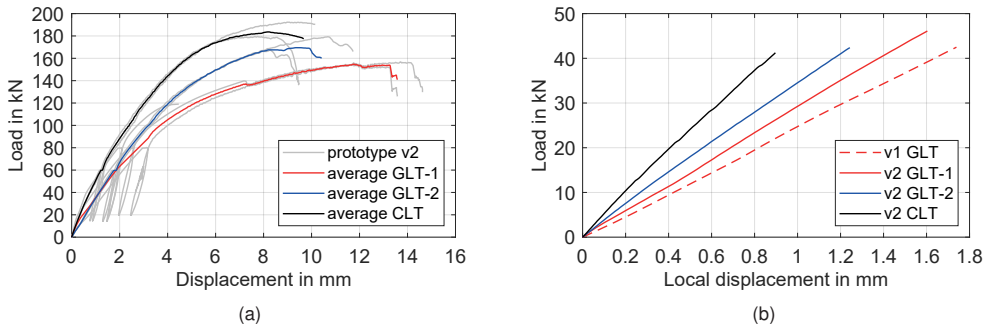 200
180
160
140
120
100
80
60
40
20
0
Load in kN
0 2 4 6 8 10 12 14 16
Displacement in mm
prototype v2
average GLT-1
average GLT-2
average CLT
(a)
50
40
30
20
10
0
Load in kN
0 0.2 0.4 0.6 0.8 1 1.2 1.4 1.6 1.8
Local displacement in mm
v1 GLT
v2 GLT-1
v2 GLT-2
v2 CLT
(b)